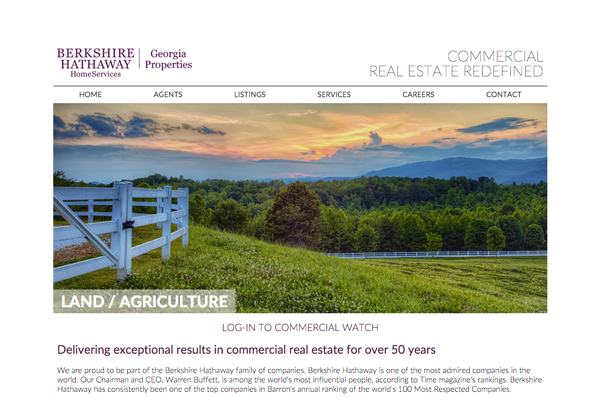 BERKSHIRE
HATHAWAY
HomeServices
Georgia
Properties
COMMERCIAL
REAL ESTATE REDEFINED
HOME AGENTS LISTINGS SERVICES CAREERS CONTACT
LAND / AGRICULTURE
LOG-IN TO COMMERCIAL WATCH
Delivering exceptional results in commercial real estate for over 50 years
We are proud to be part of the Berkshire Hathaway family of companies. Berkshire Hathaway is one of the most admired companies in the
world. Our Chairman and CEO, Warren Buffett, is among the world's most influential people, according to Time magazine's rankings. Berkshire
Hathaway has consistently been one of the top companies in Barron's annual ranking of the world's 100 Most Respected Companies.